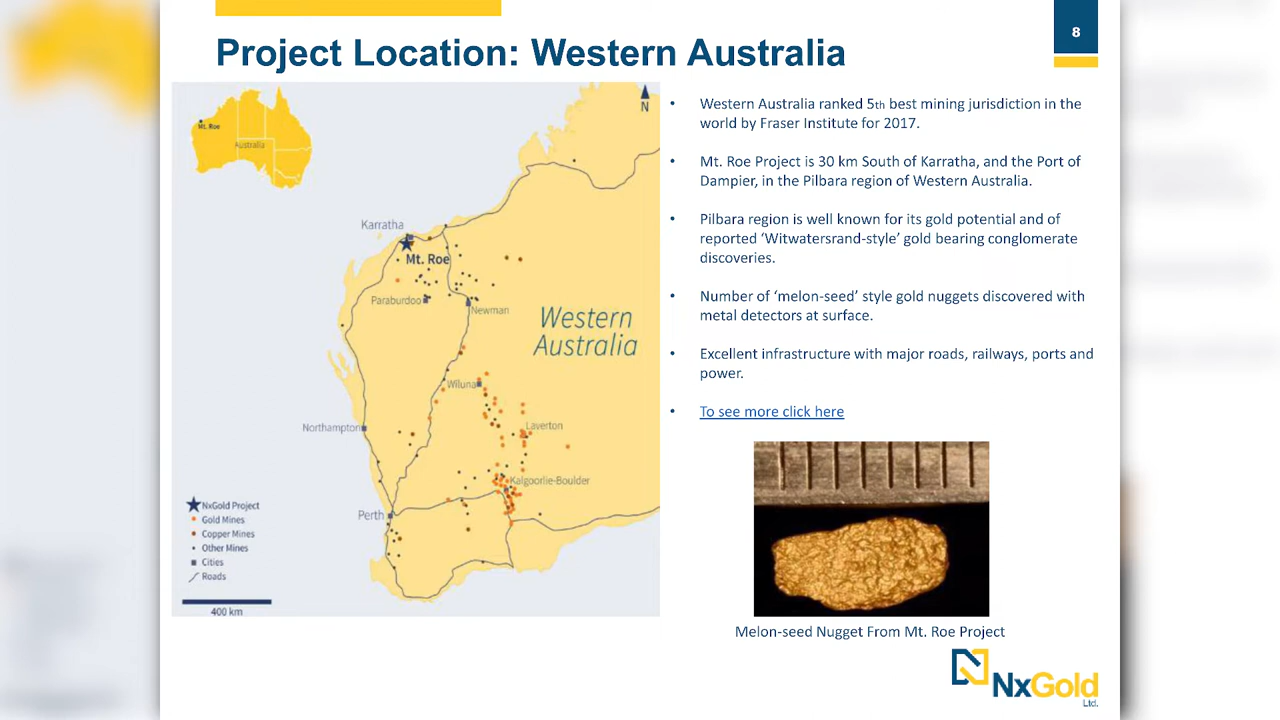 8
Project Location: Western Australia
N
Mt. Roe
Australia
Karratha
Mt. Roe
Paraburdoo
Newman
Western
Australia
Wiluna
Laverton
Northampton
Kalgoorlie-Boulder
Perth
NxGold Project
Gold Mines
Copper Mines
Other Mines
Cities
Roads
400 km
• Western Australia ranked 5th best mining jurisdiction in the
world by Fraser Institute for 2017.
• Mt. Roe Project is 30 km South of Karratha, and the Port of
Dampier, in the Pilbara region of Western Australia.
• Pilbara region is well known for its gold potential and of
reported ‘Witwatersrand-style’ gold bearing conglomerate
discoveries.
• Number of ‘melon-seed’ style gold nuggets discovered with
metal detectors at surface.
• Excellent infrastructure with major roads, railways, ports and
power.
• To see more click here
Melon-seed Nugget From Mt. Roe Project
NxGold
Ltd.